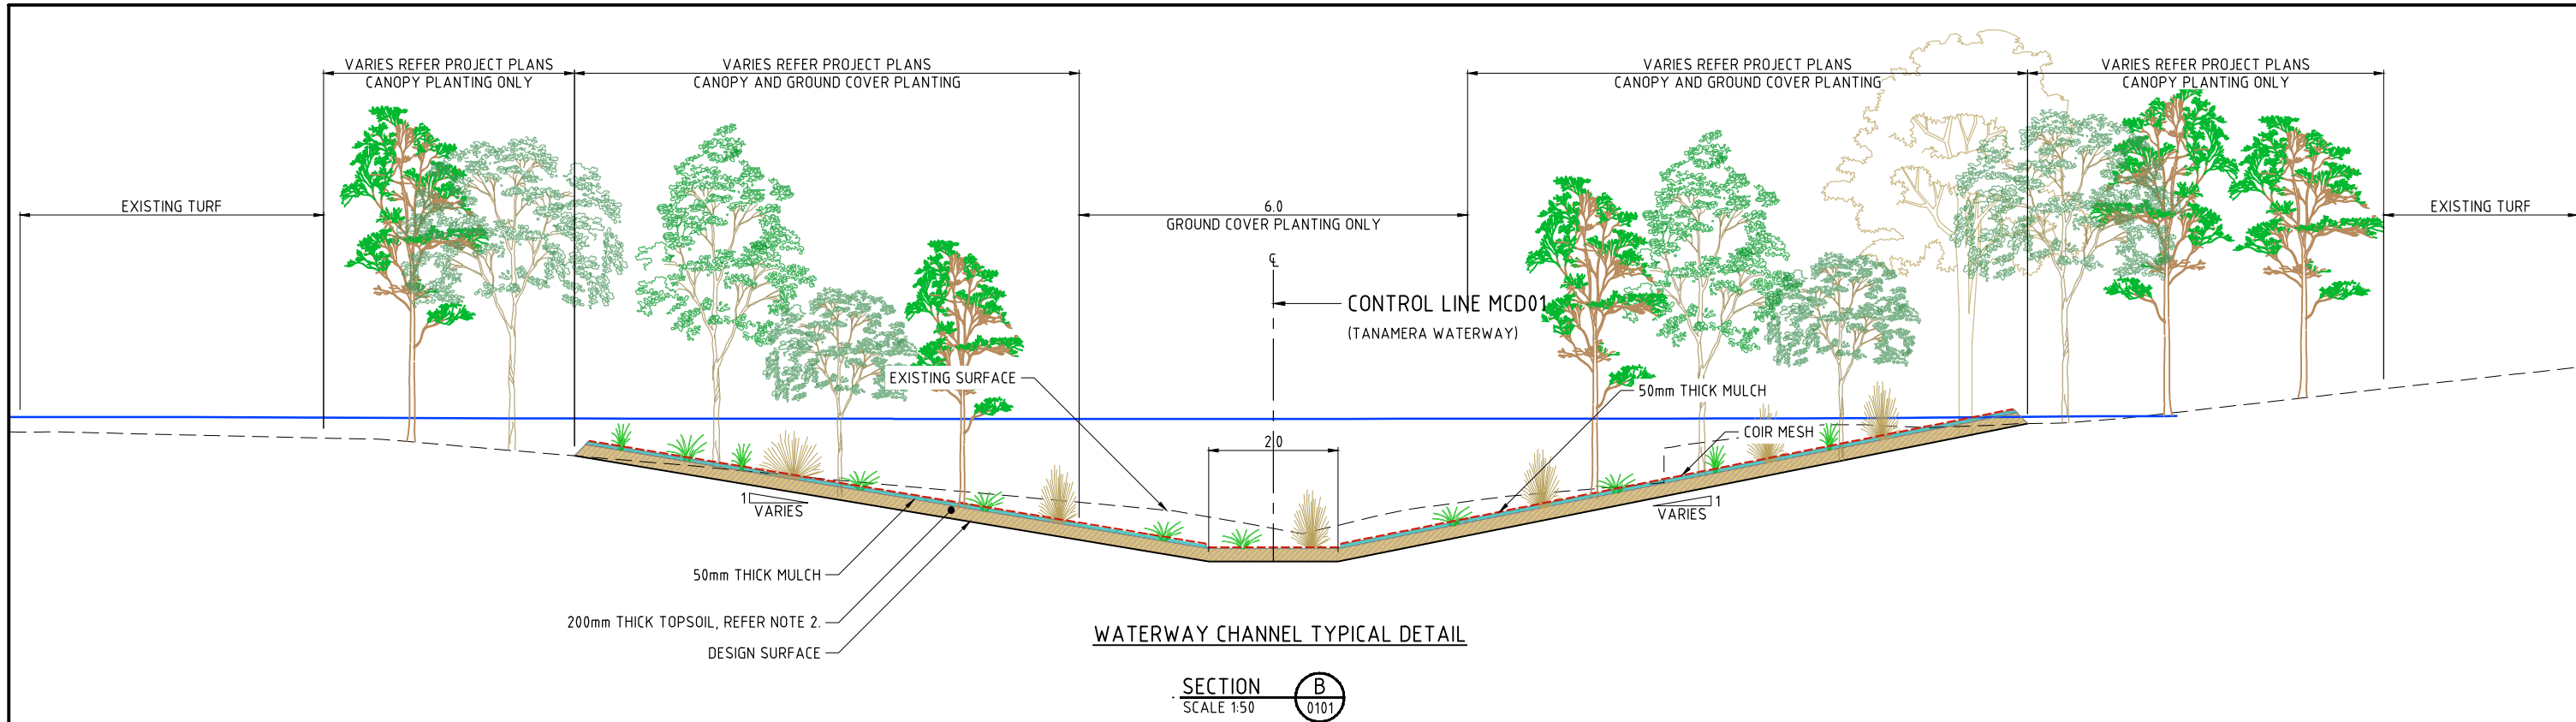 VARIES REFER PROJECT PLANS
CANOPY PLANTING ONLY
VARIES REFER PROJECT PLANS
CANOPY AND GROUND COVER PLANTING
VARIES REFER PROJECT PLANS
CANOPY AND GROUND COVER PLANTING
VARIES REFER PROJECT PLANS
CANOPY PLANTING ONLY
EXISTING TURF
6.0
GROUND COVER PLANTING ONLY
EXISTING TURF
℄
CONTROL LINE MCD01
(TANAMERA WATERWAY)
EXISTING SURFACE
50mm THICK MULCH
COIR MESH
2.0
1
VARIES
1
VARIES
50mm THICK MULCH
200mm THICK TOPSOIL, REFER NOTE 2.
DESIGN SURFACE
WATERWAY CHANNEL TYPICAL DETAIL
SECTION
SCALE 1:50
B
0101